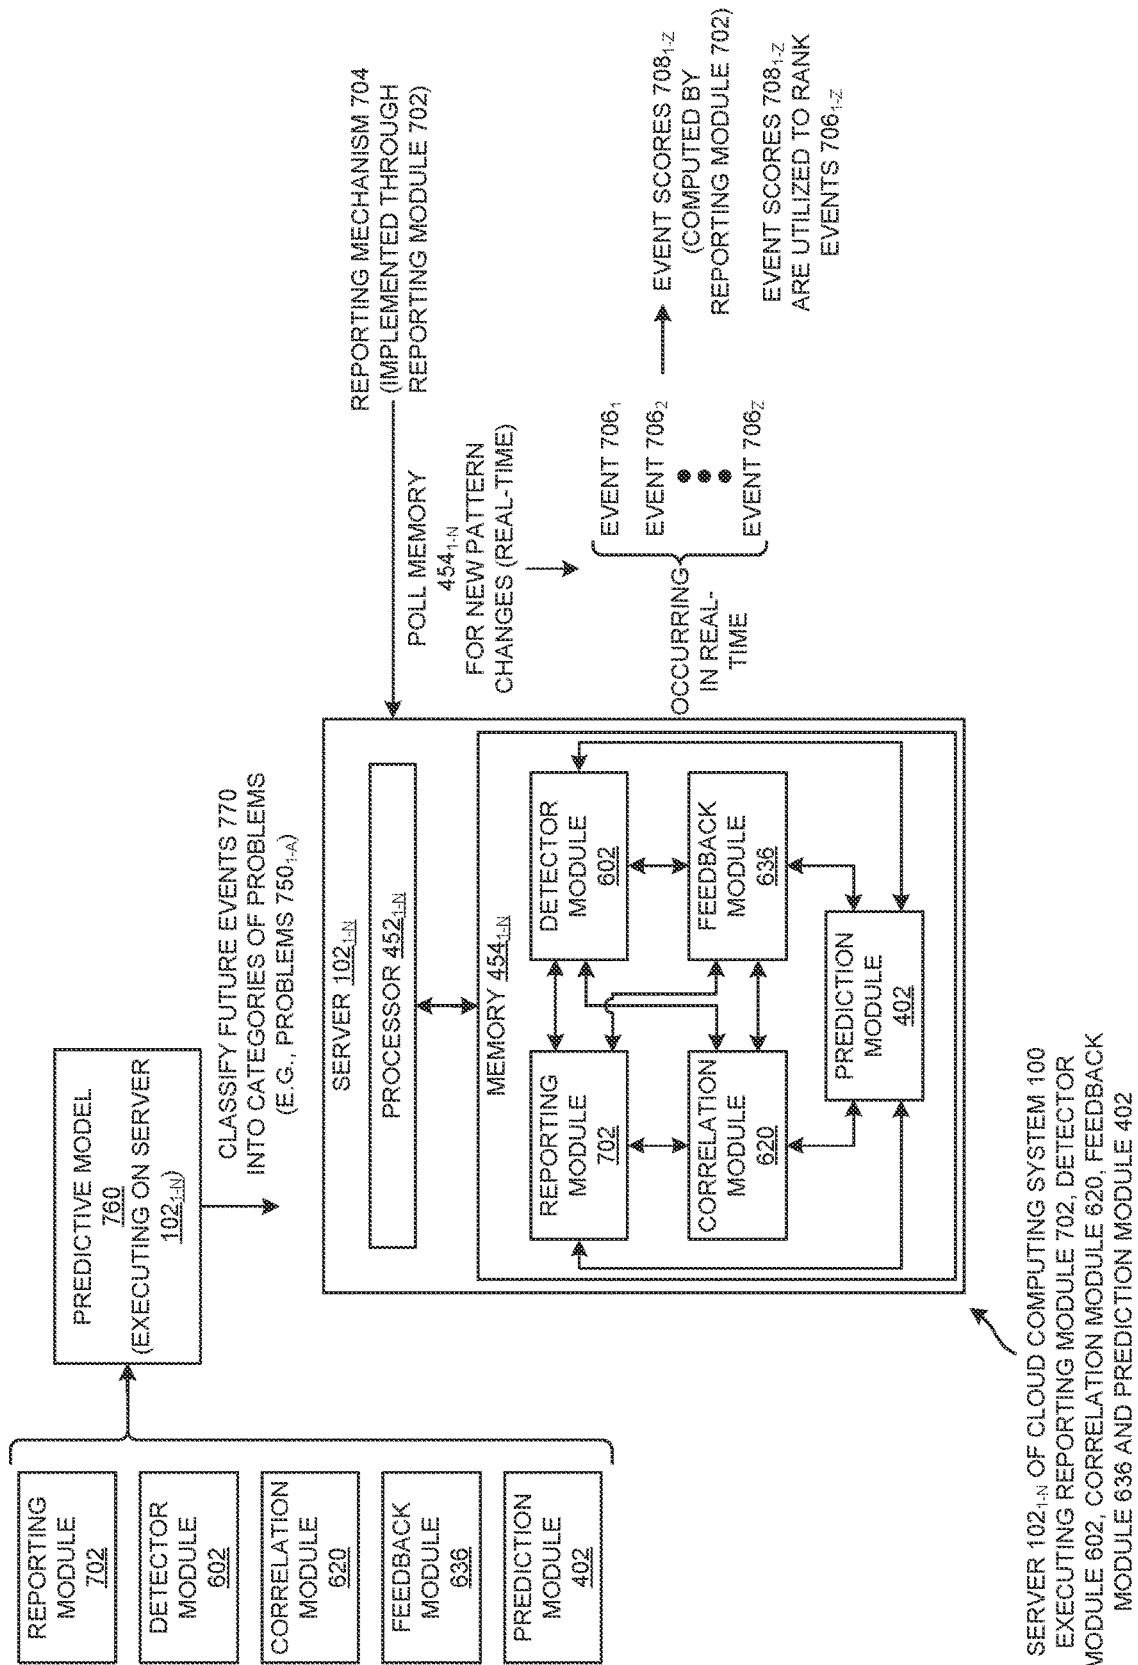 REPORTING
MODULE
702
DETECTOR
MODULE
602
CORRELATION
MODULE
620
FEEDBACK
MODULE
636
PREDICTION
MODULE
402
PREDICTIVE MODEL
760
(EXECUTING ON SERVER
102₁₋N)
CLASSIFY FUTURE EVENTS 770
INTO CATEGORIES OF PROBLEMS
(E.G., PROBLEMS 750₁₋A)
SERVER 102₁₋N
PROCESSOR 452₁₋N
MEMORY 454₁₋N
REPORTING
MODULE
702
DETECTOR
MODULE
602
CORRELATION
MODULE
620
FEEDBACK
MODULE
636
PREDICTION
MODULE
402
REPORTING MECHANISM 704
(IMPLEMENTED THROUGH
REPORTING MODULE 702)
POLL MEMORY
454₁₋N
FOR NEW PATTERN
CHANGES (REAL-TIME)
OCCURRING
IN REAL-
TIME
EVENT 706₁
EVENT 706₂
EVENT 706Z
EVENT SCORES 708₁₋Z
(COMPUTED BY
REPORTING MODULE 702)
EVENT SCORES 708₁₋Z
ARE UTILIZED TO RANK
EVENTS 706₁₋Z
SERVER 102₁₋N OF CLOUD COMPUTING SYSTEM 100
EXECUTING REPORTING MODULE 702, DETECTOR
MODULE 602, CORRELATION MODULE 620, FEEDBACK
MODULE 636 AND PREDICTION MODULE 402